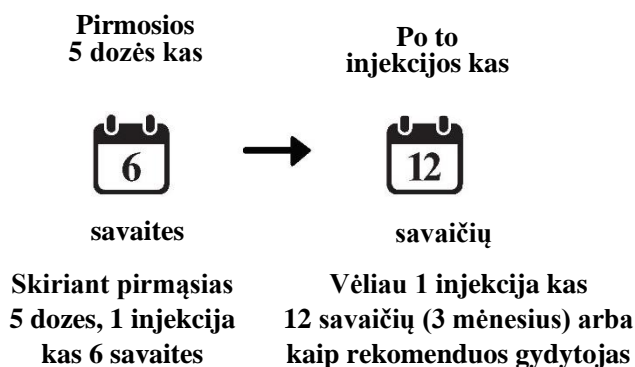 Pirmosios
5 dozės kas
6
savaites
Skiriant pirmąsias
5 dozes, 1 injekcija
kas 6 savaites
Po to
injekcijos kas
12
savaičių
Vėliau 1 injekcija kas
12 savaičių (3 mėnesius) arba
kaip rekomenduos gydytojas